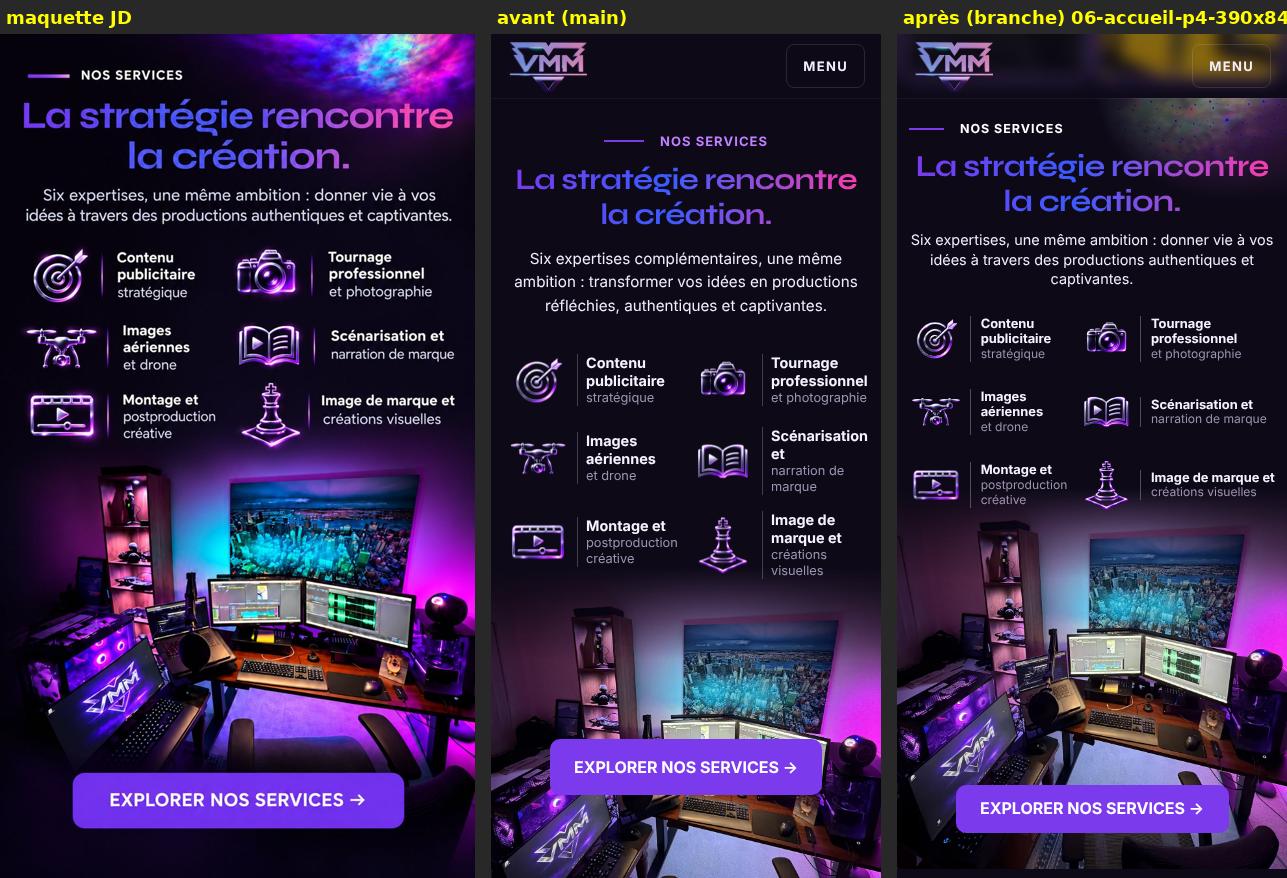 maquette JD
NOS SERVICES
La stratégie rencontre
la création.
Six expertises, une même ambition : donner vie à vos
idées à travers des productions authentiques et captivantes.
Contenu
publicitaire
stratégique
Tournage
professionnel
et photographie
Images
aériennes
et drone
Scénarisation et
narration de marque
Montage et
postproduction
créative
Image de marque et
créations visuelles
VMM
EXPLORER NOS SERVICES →
avant (main)
VMM
MENU
NOS SERVICES
La stratégie rencontre
la création.
Six expertises complémentaires, une même
ambition : transformer vos idées en productions
réfléchies, authentiques et captivantes.
Contenu
publicitaire
stratégique
Tournage
professionnel
et photographie
Images
aériennes
et drone
Scénarisation
et
narration de
marque
Montage et
postproduction
créative
Image de
marque et
créations
visuelles
EXPLORER NOS SERVICES →
après (branche) 06-accueil-p4-390x84
VMM
MENU
NOS SERVICES
La stratégie rencontre
la création.
Six expertises, une même ambition : donner vie à vos
idées à travers des productions authentiques et
captivantes.
Contenu
publicitaire
stratégique
Tournage
professionnel
et photographie
Images
aériennes
et drone
Scénarisation et
narration de marque
Montage et
postproduction
créative
Image de marque et
créations visuelles
VMM
EXPLORER NOS SERVICES →